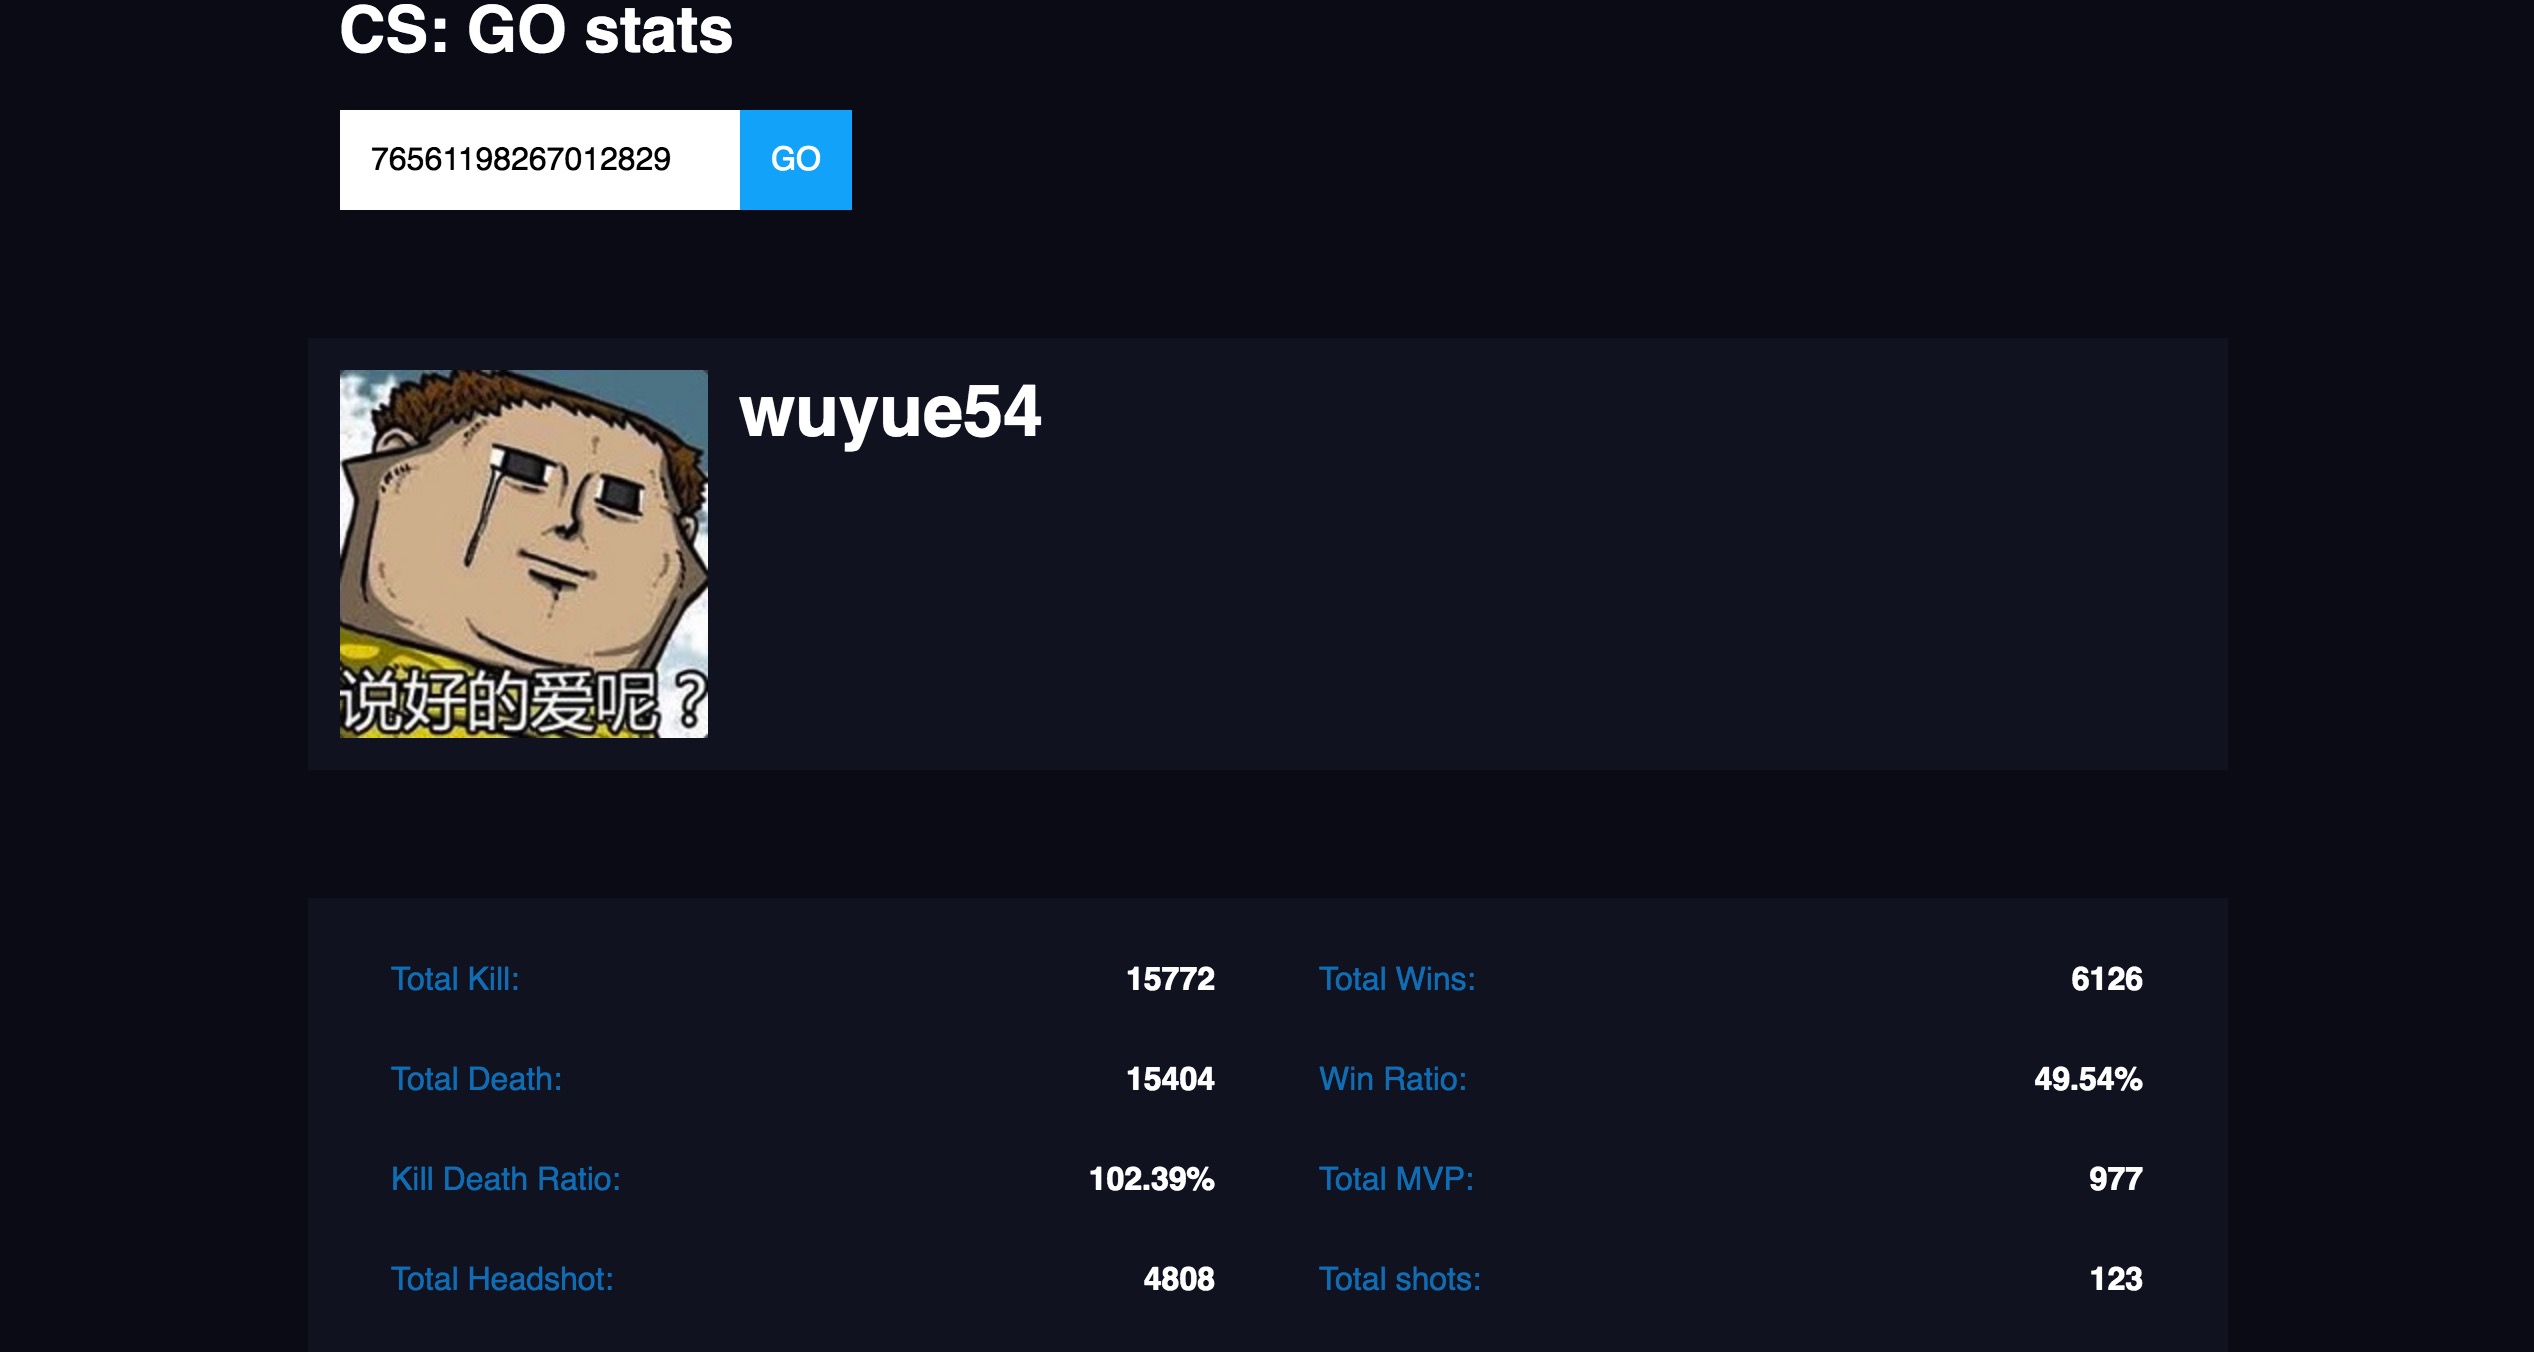 CS: GO stats
76561198267012829 GO
wuyue54
说好的爱呢？
Total Kill: 15772 Total Wins: 6126
Total Death: 15404 Win Ratio: 49.54%
Kill Death Ratio: 102.39% Total MVP: 977
Total Headshot: 4808 Total shots: 123